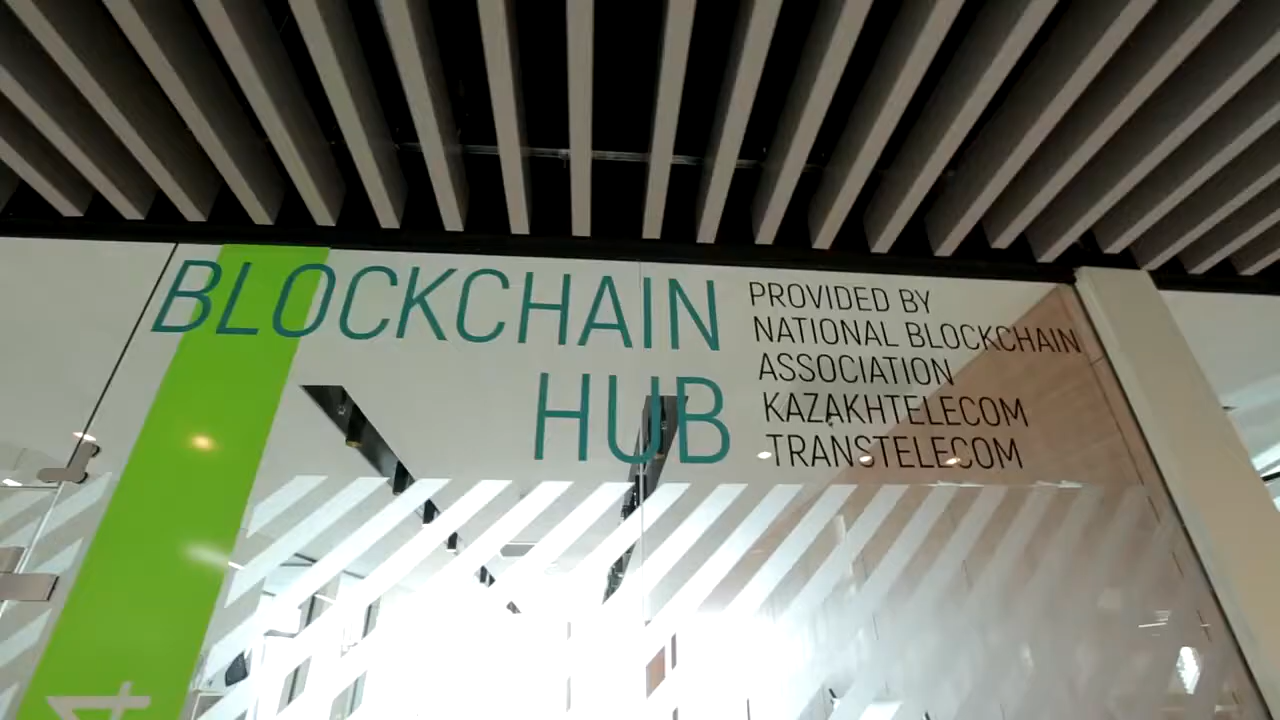 BLOCKCHAIN
HUB
PROVIDED BY
NATIONAL BLOCKCHAIN
ASSOCIATION
KAZAKHTELECOM
TRANSTELECOM